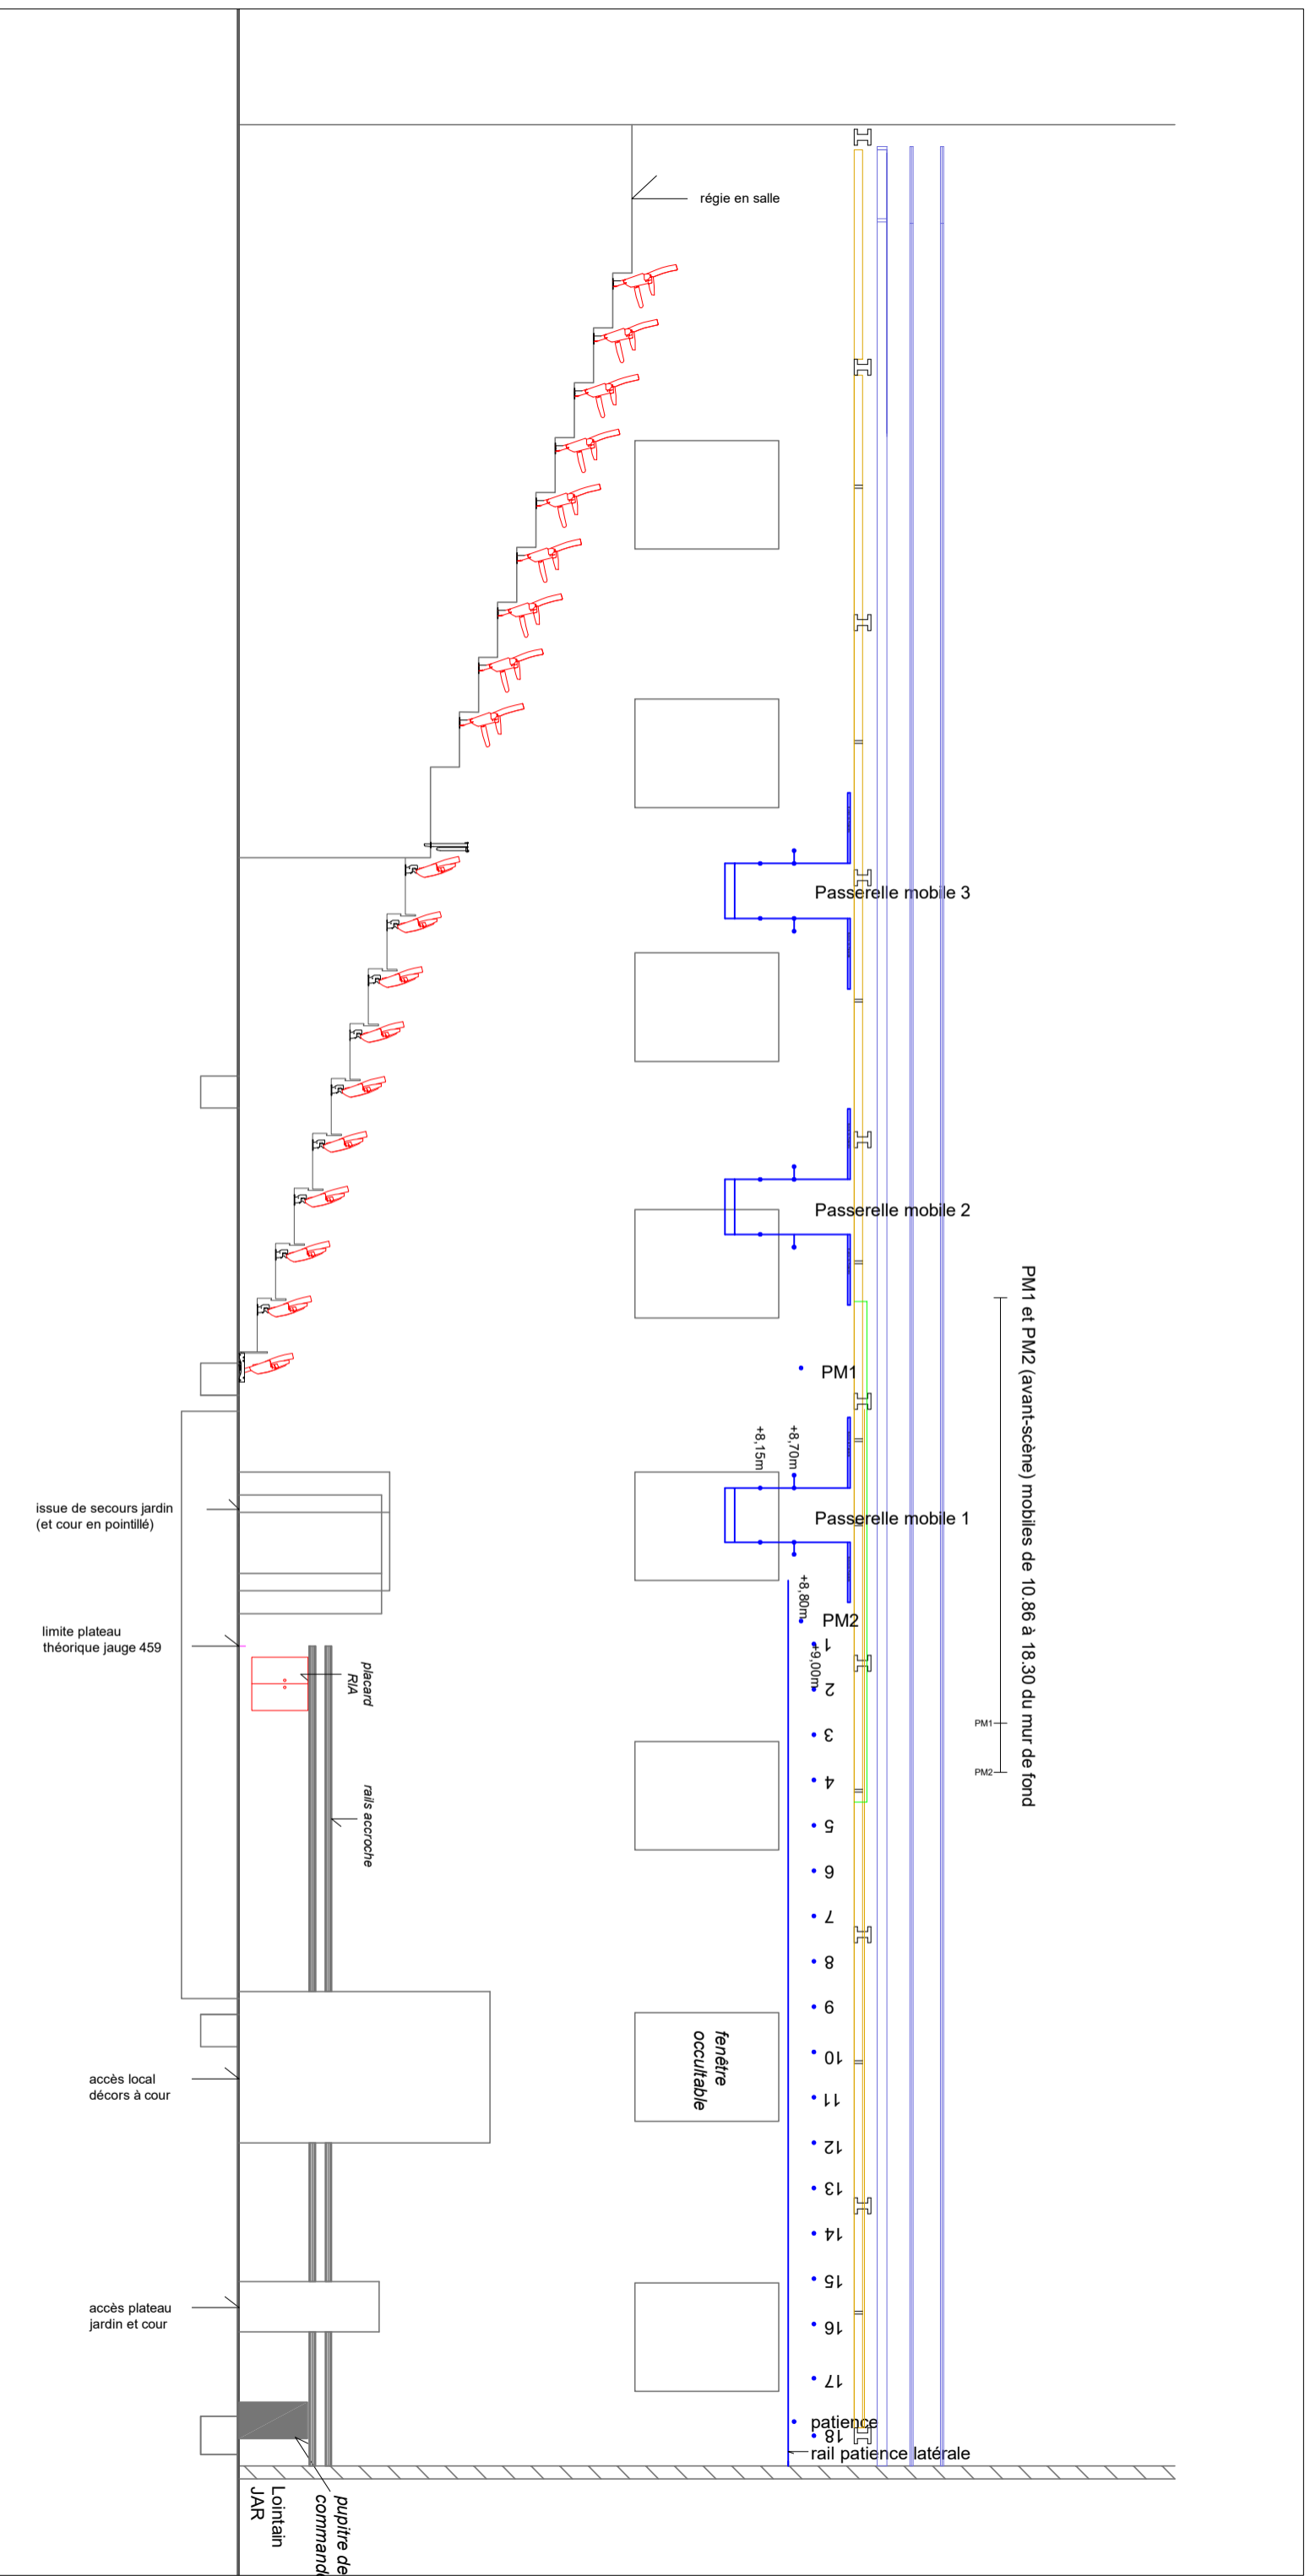 régie en salle
Passerelle mobile 3
Passerelle mobile 2
PM1 et PM2 (avant-scène) mobiles de 10.86 à 18.30 du mur de fond
PM1
+8,15m
+8,70m
issue de secours jardin
(et cour en pointillé)
Passerelle mobile 1
+8,80m
PM2
limite plateau
théorique jauge 459
+9,00m
1
placard
RIA
2
PM1
3
PM2
4
rails accroche
5
6
7
8
9
fenêtre
occultable
10
accès local
décors à cour
11
12
13
14
15
accès plateau
jardin et cour
16
17
patience
18
rail patience latérale
Lointain
JAR
pupitre de
command